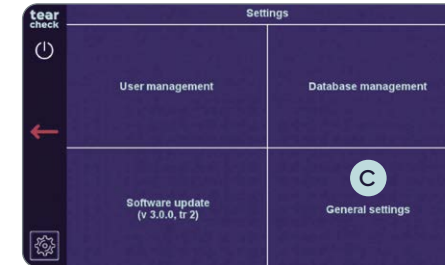 tear
check
Settings
User management
Database management
Software update
(v 3.0.0, tr 2)
C
General settings